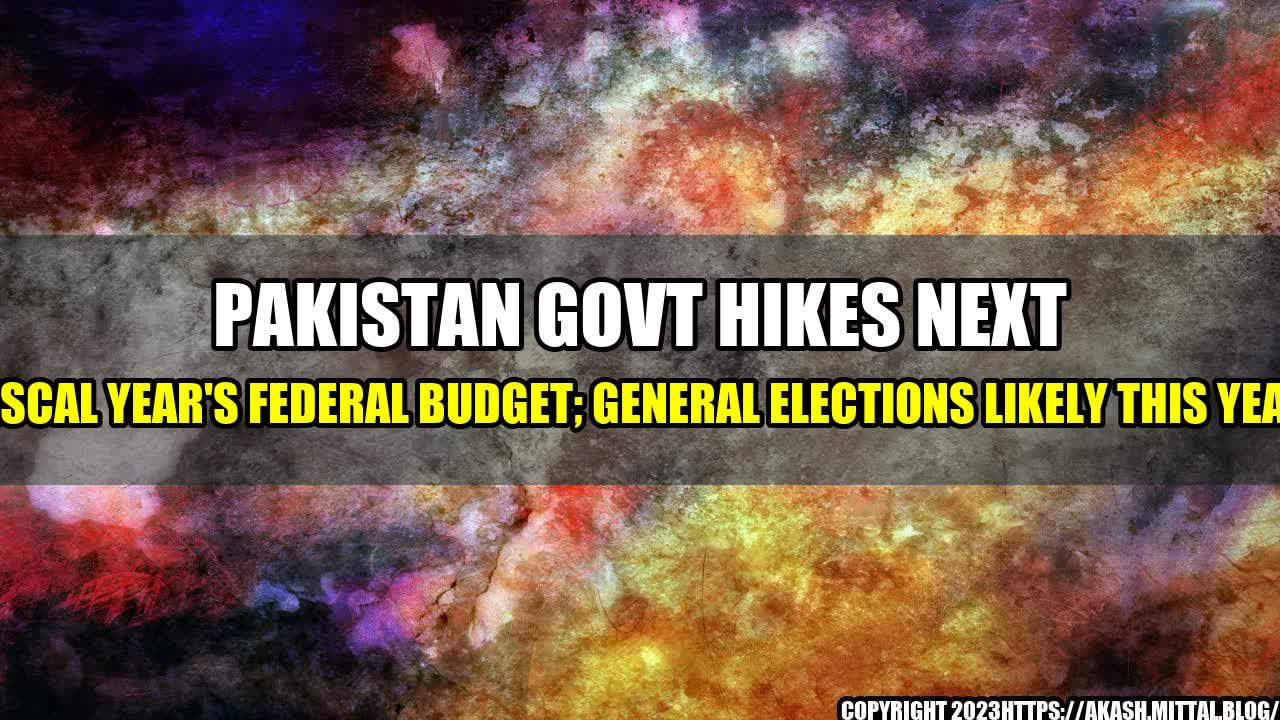 PAKISTAN GOVT HIKES NEXT
SCAL YEAR'S FEDERAL BUDGET; GENERAL ELECTIONS LIKELY THIS YEA
COPYRIGHT 2023HTTPS://AKASH.MITTAL.BLOG/